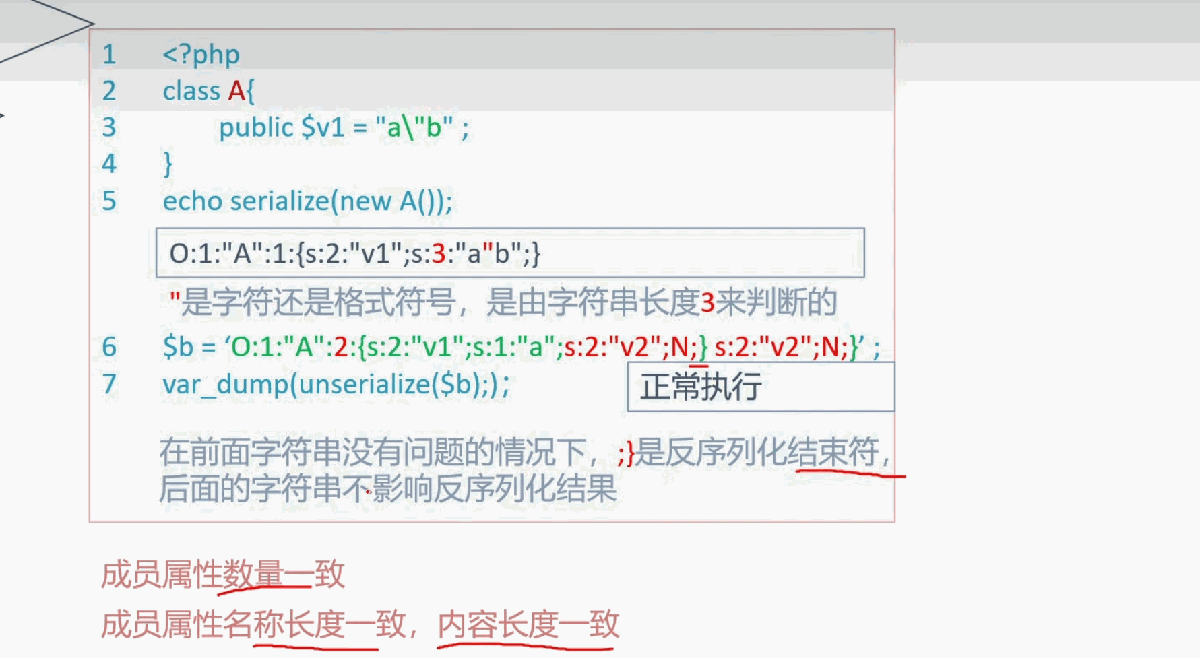 1 <?php
2 class A{
3 public $v1 = "a\"b" ;
4 }
5 echo serialize(new A());
O:1:"A":1:{s:2:"v1";s:3:"a"b";}
"是字符还是格式符号，是由字符串长度3来判断的
6 $b = ‘O:1:"A":2:{s:2:"v1";s:1:"a";s:2:"v2";N;} s:2:"v2";N;}’ ;
7 var_dump(unserialize($b););
正常执行
在前面字符串没有问题的情况下，;}是反序列化结束符，
后面的字符串不影响反序列化结果
成员属性数量一致
成员属性名称长度一致，内容长度一致